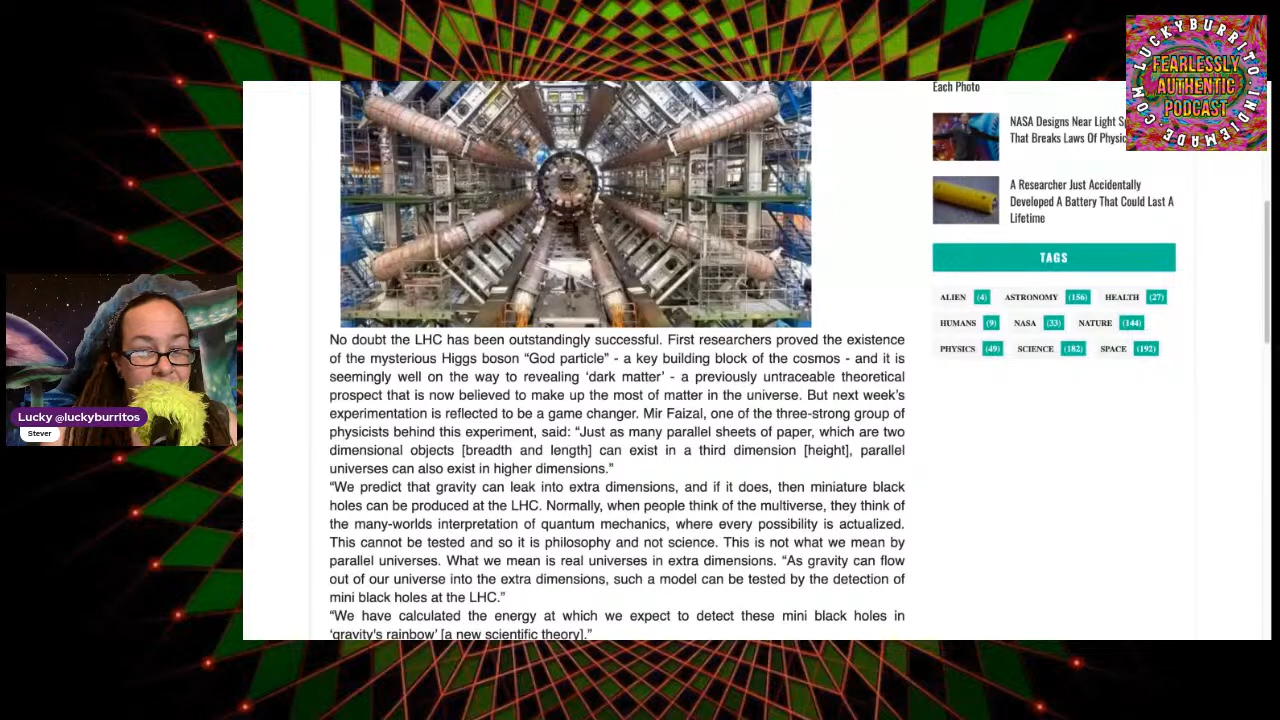 LUCKYBURRITO.INDIEMADE.COM
FEARLESSLY
AUTHENTIC
PODCAST
Each Photo
NASA Designs Near Light
That Breaks Laws Of
A Researcher Just Accidentally
Developed A Battery That Could Last A
Lifetime
TAGS
ALIEN (4) ASTRONOMY (156) HEALTH (27)
HUMANS (9) NASA (33) NATURE (144)
PHYSICS (49) SCIENCE (182) SPACE (192)
No doubt the LHC has been outstandingly successful. First researchers proved the existence
of the mysterious Higgs boson “God particle” - a key building block of the cosmos - and it is
seemingly well on the way to revealing ‘dark matter’ - a previously untraceable theoretical
prospect that is now believed to make up the most of matter in the universe. But next week’s
experimentation is reflected to be a game changer. Mir Faizal, one of the three-strong group of
physicists behind this experiment, said: “Just as many parallel sheets of paper, which are two
dimensional objects [breadth and length] can exist in a third dimension [height], parallel
universes can also exist in higher dimensions.”
“We predict that gravity can leak into extra dimensions, and if it does, then miniature black
holes can be produced at the LHC. Normally, when people think of the multiverse, they think of
the many-worlds interpretation of quantum mechanics, where every possibility is actualized.
This cannot be tested and so it is philosophy and not science. This is not what we mean by
parallel universes. What we mean is real universes in extra dimensions. “As gravity can flow
out of our universe into the extra dimensions, such a model can be tested by the detection of
mini black holes at the LHC.”
“We have calculated the energy at which we expect to detect these mini black holes in
‘gravity's rainbow’ [a new scientific theory].”
Lucky @luckyburritos
Stever